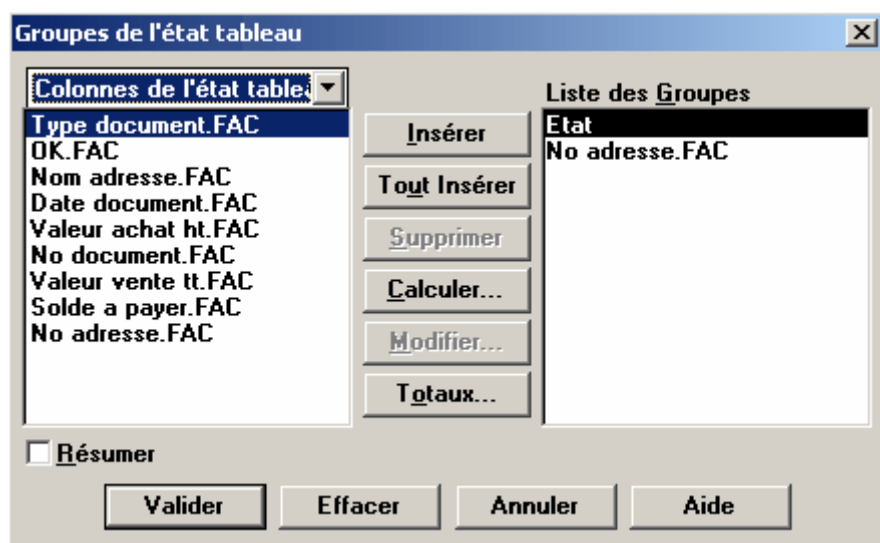 Groupes de l'état tableau
Colonnes de l'état table
Liste des Groupes
Type document.FAC
OK.FAC
Nom adresse.FAC
Date document.FAC
Valeur achat ht.FAC
No document.FAC
Valeur vente tt.FAC
Solde a payer.FAC
No adresse.FAC
Insérer
Tout Insérer
Supprimer
Calculer...
Modifier...
Totaux...
Etat
No adresse.FAC
Résumer
Valider
Effacer
Annuler
Aide